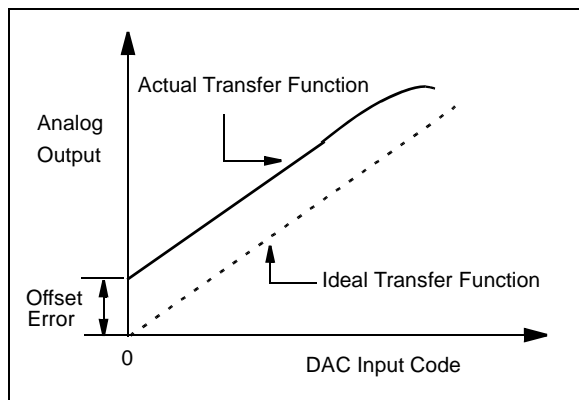 Actual Transfer Function
Analog
Output
Ideal Transfer Function
Offset
Error
0
DAC Input Code